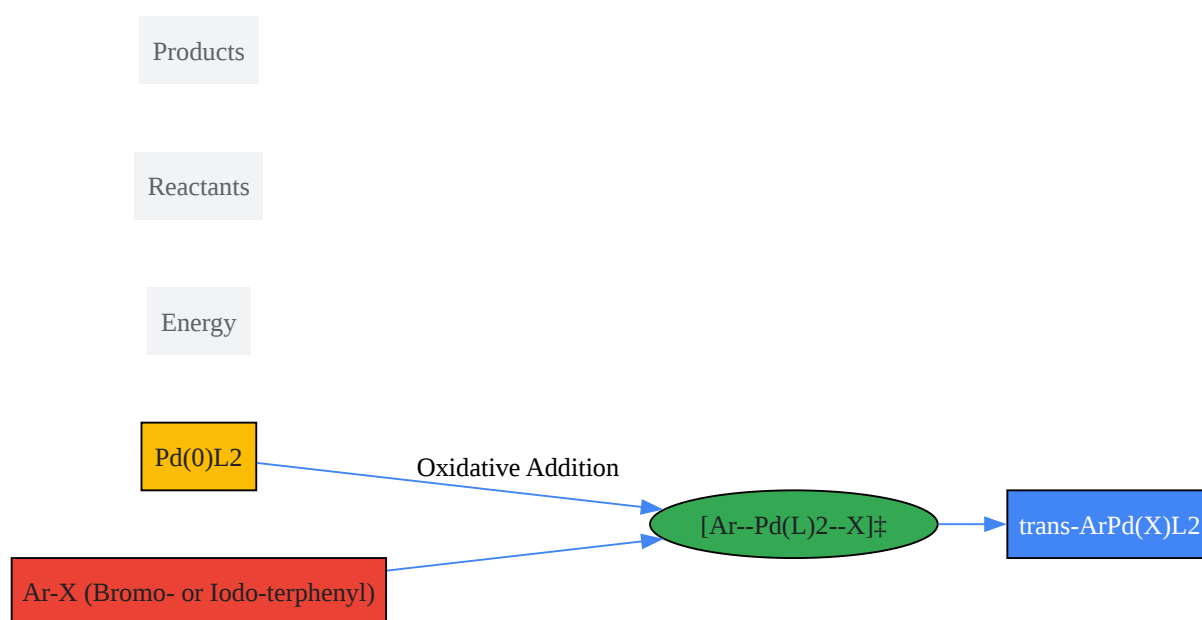 Products
Reactants
Energy
Pd(0)L2
Oxidative Addition
[Ar--Pd(L)2--X]‡
trans-ArPd(X)L2
Ar-X (Bromo- or Iodo-terphenyl)